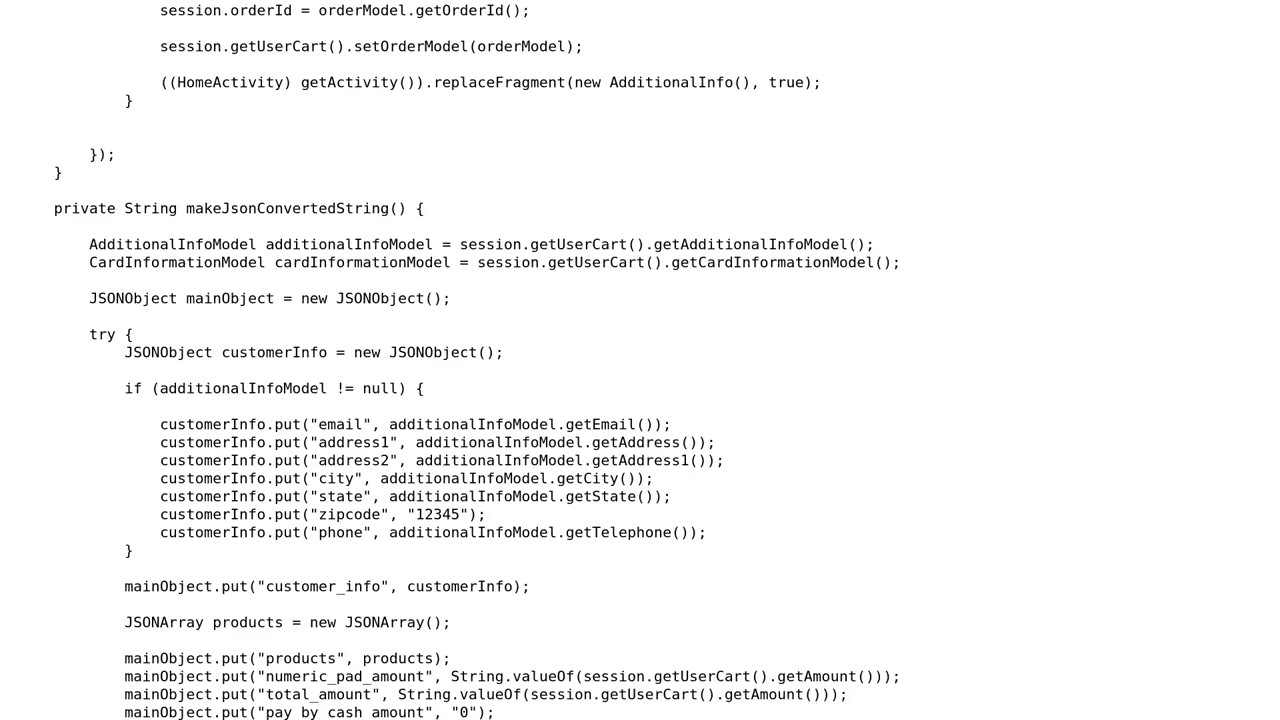 session.orderId = orderModel.getOrderId();
session.getUserCart().setOrderModel(orderModel);
((HomeActivity) getActivity()).replaceFragment(new AdditionalInfo(), true);
}
});
}
private String makeJsonConvertedString() {
AdditionalInfoModel additionalInfoModel = session.getUserCart().getAdditionalInfoModel();
CardInformationModel cardInformationModel = session.getUserCart().getCardInformationModel();
JSONObject mainObject = new JSONObject();
try {
JSONObject customerInfo = new JSONObject();
if (additionalInfoModel != null) {
customerInfo.put("email", additionalInfoModel.getEmail());
customerInfo.put("address1", additionalInfoModel.getAddress());
customerInfo.put("address2", additionalInfoModel.getAddress1());
customerInfo.put("city", additionalInfoModel.getCity());
customerInfo.put("state", additionalInfoModel.getState());
customerInfo.put("zipcode", "12345");
customerInfo.put("phone", additionalInfoModel.getTelephone());
}
mainObject.put("customer_info", customerInfo);
JSONArray products = new JSONArray();
mainObject.put("products", products);
mainObject.put("numeric_pad_amount", String.valueOf(session.getUserCart().getAmount()));
mainObject.put("total_amount", String.valueOf(session.getUserCart().getAmount()));
mainObject.put("pay_by_cash_amount", "0");